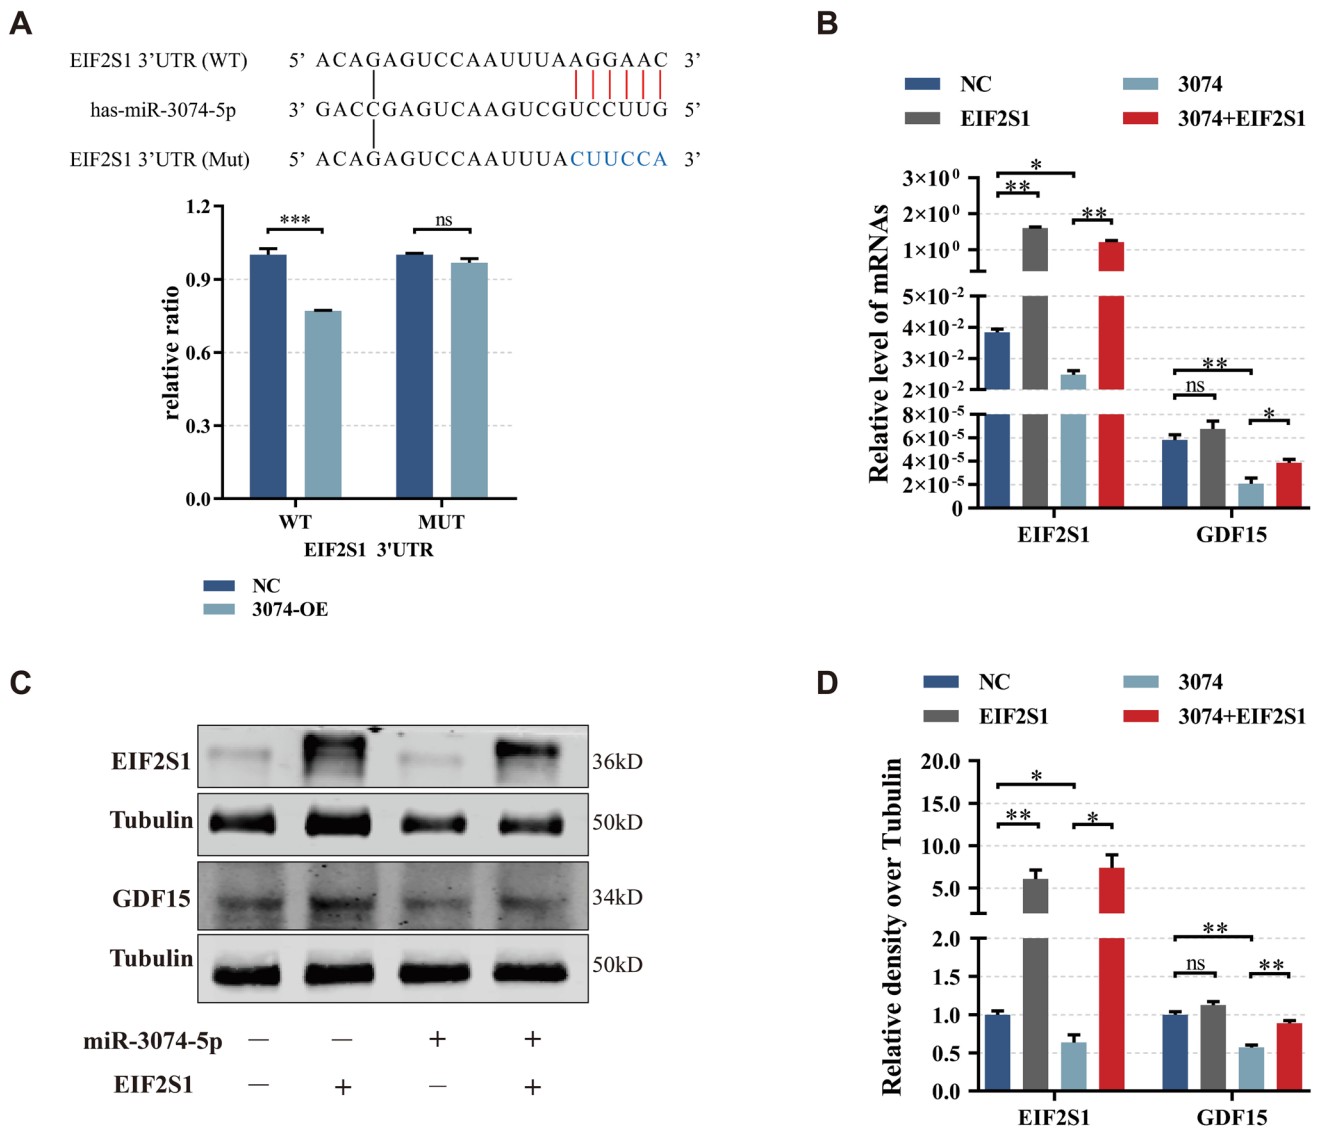 A
EIF2S1 3’UTR (WT) 5’ ACAGAGUCCAAUUUAAGGAAC 3’
has-miR-3074-5p 3’ GACCGAGUCAAGUCGUCCUUG 5’
EIF2S1 3’UTR (Mut) 5’ ACAGAGUCCAAUUUACUUCCA 3’
relative ratio
1.2
0.9
0.6
0.3
0.0
*** ns
WT MUT
EIF2S1 3'UTR
NC
3074-OE
B
NC 3074
EIF2S1 3074+EIF2S1
Relative level of mRNAs
3×10⁰
2×10⁰
1×10⁰
5×10⁻²
4×10⁻²
3×10⁻²
2×10⁻²
8×10⁻⁵
6×10⁻⁵
4×10⁻⁵
2×10⁻⁵
0
*
** **
**
ns *
EIF2S1 GDF15
C
EIF2S1 36kD
Tubulin 50kD
GDF15 34kD
Tubulin 50kD
miR-3074-5p — — + +
EIF2S1 — + — +
D
NC 3074
EIF2S1 3074+EIF2S1
Relative density over Tubulin
20.0
15.0
10.0
5.0
2.0
1.5
1.0
0.5
0.0
*
** *
**
ns **
EIF2S1 GDF15